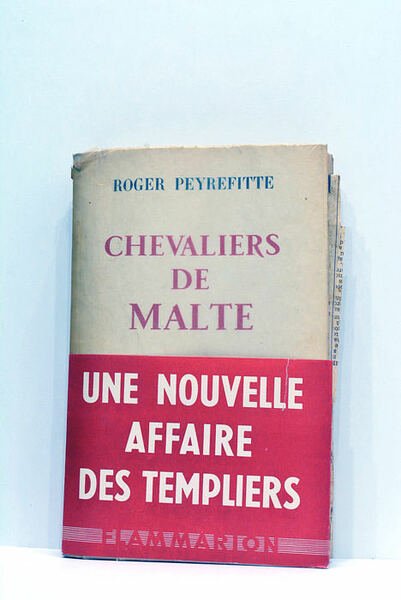 ROGER PEYREFITTE
CHEVALIERS
DE
MALTE
UNE NOUVELLE
AFFAIRE
DES TEMPLIERS
FLAMMARION